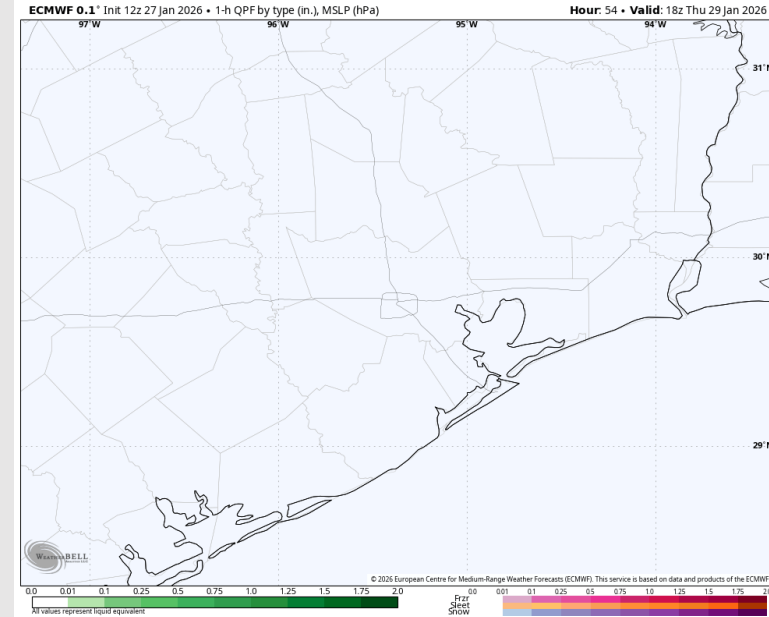 ECMWF 0.1° Init 12z 27 Jan 2026 • 1-h QPF by type (in.), MSLP (hPa) Hour: 54 • Valid: 18z Thu 29 Jan 2026
97°W 96°W 95°W 94°W
31°N
30°N
29°N
WeatherBELL
© 2026 European Centre for Medium-Range Weather Forecasts (ECMWF). This service is based on data and products of the ECMWF
0.0 0.01 0.1 0.25 0.5 0.75 1.0 1.25 1.5 1.75 2.0 0.0 0.01 0.1 0.25 0.5 0.75 1.0 1.25 1.5 1.75 2.0
Frzr
Sleet
All values represent liquid equivalent Snow